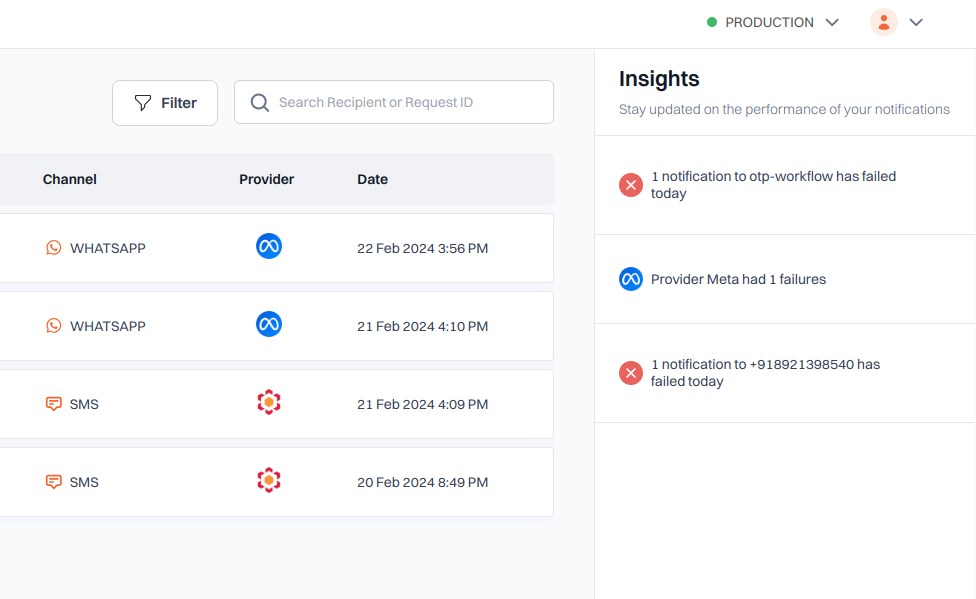 PRODUCTION
Filter
Search Recipient or Request ID
Channel Provider Date
WHATSAPP 22 Feb 2024 3:56 PM
WHATSAPP 21 Feb 2024 4:10 PM
SMS 21 Feb 2024 4:09 PM
SMS 20 Feb 2024 8:49 PM
Insights
Stay updated on the performance of your notifications
1 notification to otp-workflow has failed
today
Provider Meta had 1 failures
1 notification to +918921398540 has
failed today